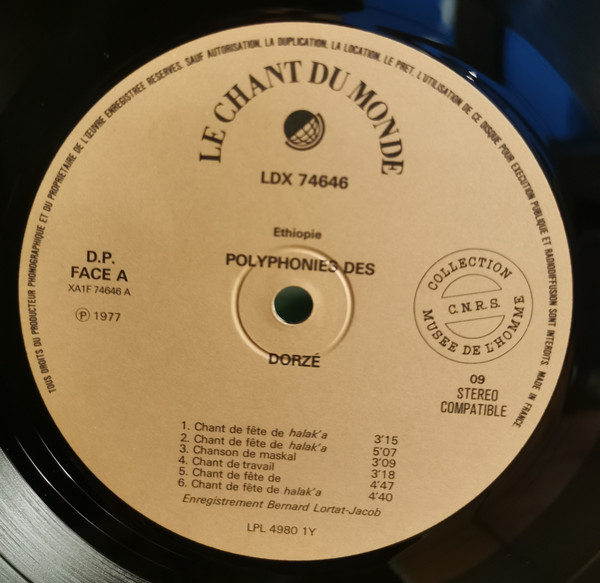 TOUS DROITS DU PRODUCTEUR PHONOGRAPHIQUE ET DU PROPRIETAIRE DE L'ŒUVRE ENREGISTREE RESERVES. SAUF AUTORISATION, LA DUPLICATION, LA LOCATION, LE PRET, L'UTILISATION DE CE DISQUE POUR EXECUTION PUBLIQUE ET RADIODIFFUSION SONT INTERDITS. MADE IN FRANCE.
LE CHANT DU MONDE
LDX 74646
Ethiopie
POLYPHONIES DES
DORZÉ
D.P.
FACE A
XA1F 74646 A
Ⓟ 1977
COLLECTION
C.N.R.S.
MUSEE DE L'HOMME
09
STEREO
COMPATIBLE
1. Chant de fête de halak'a 3'15
2. Chant de fête de halak'a 5'07
3. Chanson de maskal 3'09
4. Chant de travail 3'18
5. Chant de fête de 4'47
6. Chant de fête de halak'a 4'40
Enregistrement Bernard Lortat-Jacob
LPL 4980 1Y